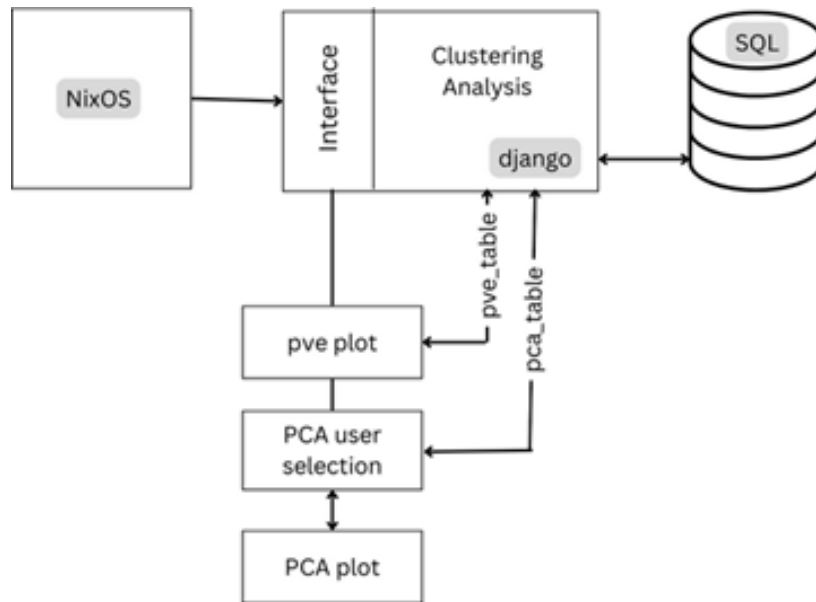 NixOS
Interface
Clustering
Analysis
django
SQL
pve_table
pca_table
pve plot
PCA user
selection
PCA plot